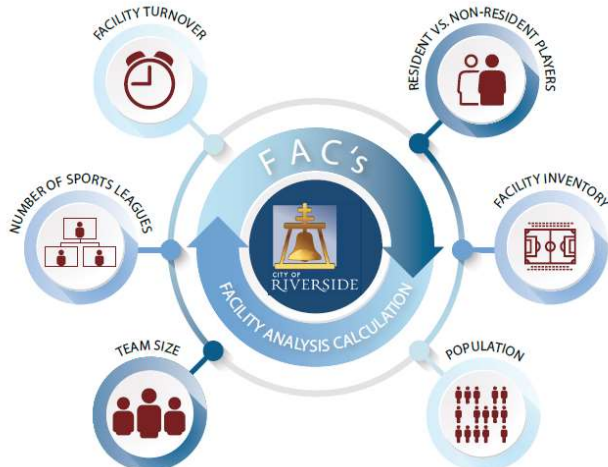 FACILITY TURNOVER
RESIDENT VS. NON-RESIDENT PLAYERS
FAC's
NUMBER OF SPORTS LEAGUES
FACILITY INVENTORY
CITY OF
RIVERSIDE
FACILITY ANALYSIS CALCULATION
TEAM SIZE
POPULATION